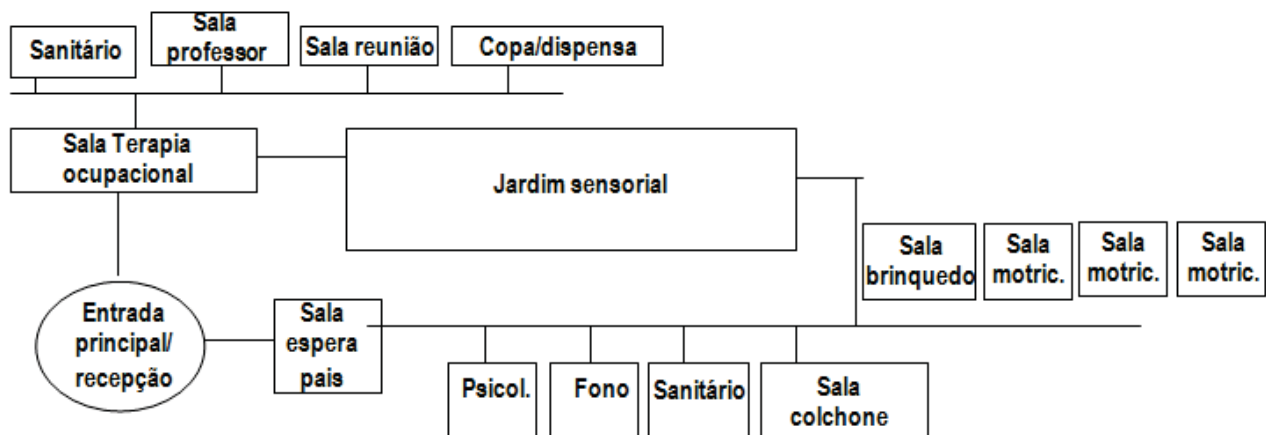 Sanitário
Sala
professor
Sala reunião
Copa/dispensa
Sala Terapia
ocupacional
Jardim sensorial
Sala
brinquedo
Sala
motric.
Sala
motric.
Sala
motric.
Entrada
principal/
recepção
Sala
espera
pais
Psicol.
Fono
Sanitário
Sala
colchone